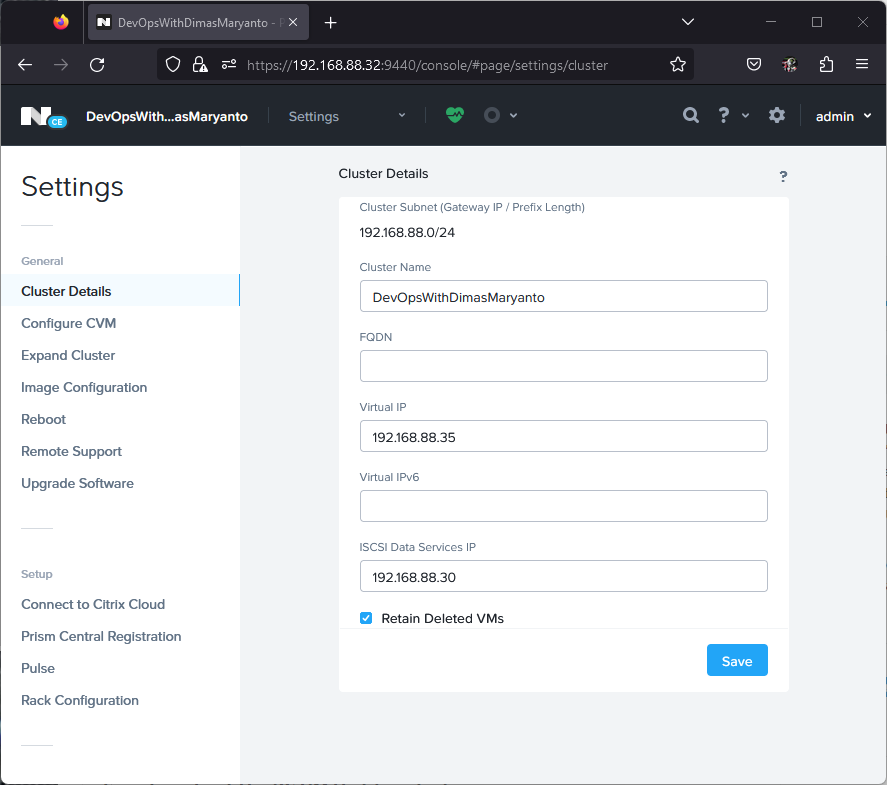 DevOpsWithDimasMaryanto - P
https://192.168.88.32:9440/console/#page/settings/cluster
N CE DevOpsWith...asMaryanto Settings ? admin
Settings
General
Cluster Details
Configure CVM
Expand Cluster
Image Configuration
Reboot
Remote Support
Upgrade Software
Setup
Connect to Citrix Cloud
Prism Central Registration
Pulse
Rack Configuration
Cluster Details ?
Cluster Subnet (Gateway IP / Prefix Length)
192.168.88.0/24
Cluster Name
DevOpsWithDimasMaryanto
FQDN
Virtual IP
192.168.88.35
Virtual IPv6
ISCSI Data Services IP
192.168.88.30
Retain Deleted VMs
Save